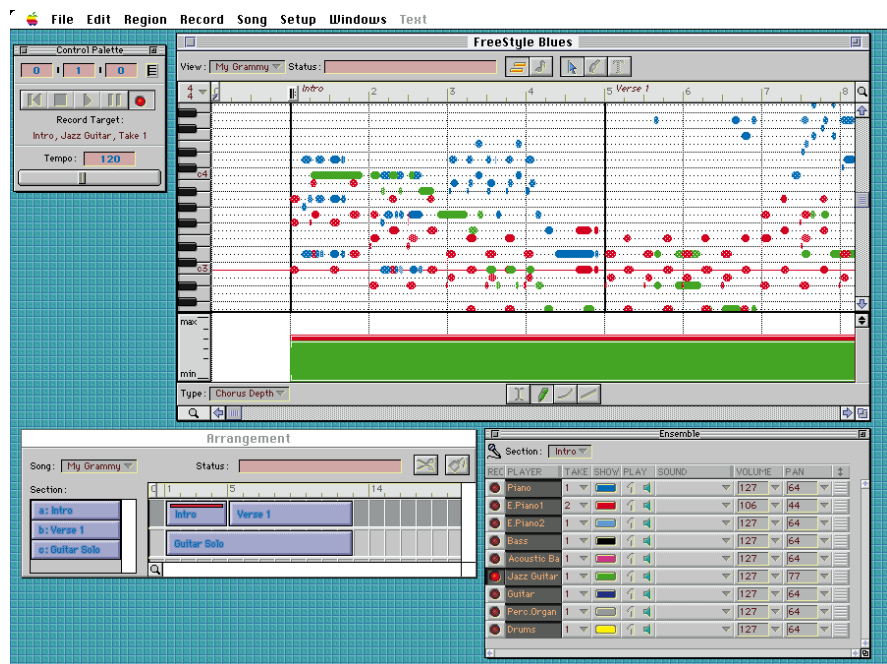 File Edit Region Record Song Setup Windows Text
Control Palette
0 1 1 1 0
Record Target:
Intro, Jazz Guitar, Take 1
Tempo: 120
FreeStyle Blues
View: My Grammy Status:
4
4
Intro Verse 1
2 3 4 5 6 7 8
c4
c3
max
min
Type: Chorus Depth
Arrangement
Song: My Grammy Status:
Section:
1 5 14
a: Intro
b: Verse 1
c: Guitar Solo
Intro Verse 1
Guitar Solo
Ensemble
Section: Intro
REC PLAYER TAKE SHOW PLAY SOUND VOLUME PAN
Piano 1 127 64
E.Piano1 2 106 44
E.Piano2 1 127 64
Bass 1 127 64
Acoustic Ba 1 127 64
Jazz Guitar 1 127 77
Guitar 1 127 64
Perc.Organ 1 127 64
Drums 1 127 64